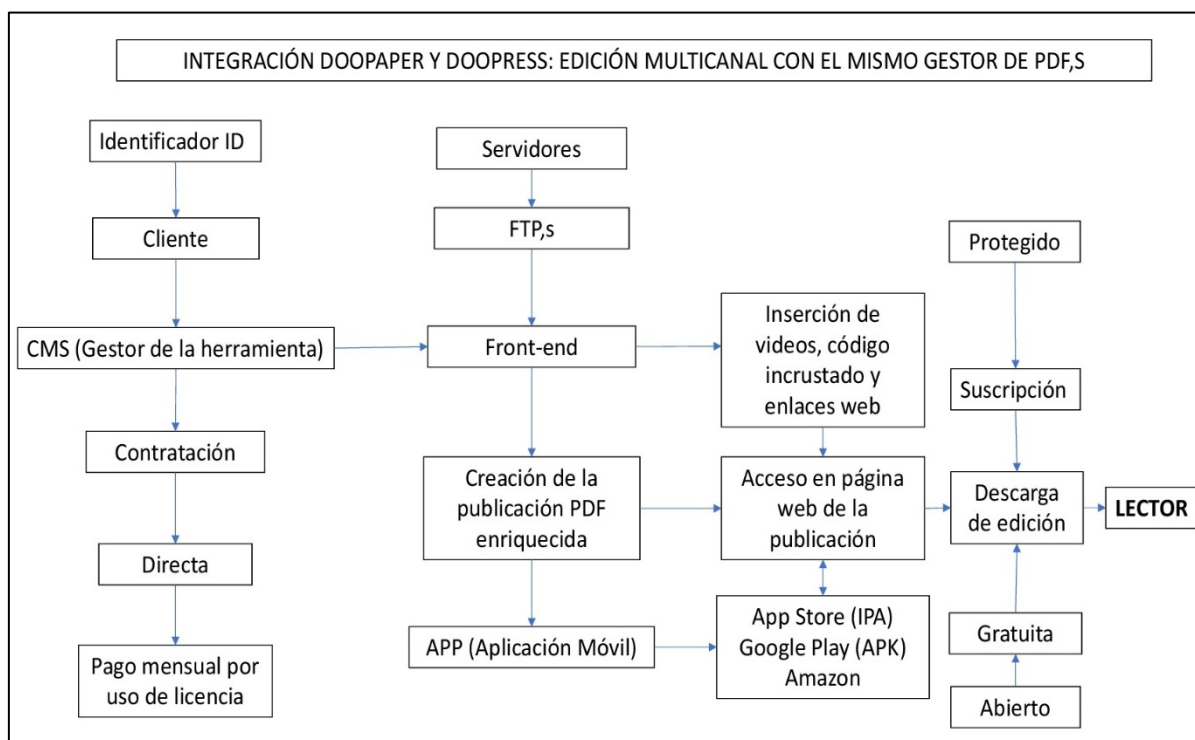 INTEGRACIÓN DOOPAPER Y DOOPRESS: EDICIÓN MULTICANAL CON EL MISMO GESTOR DE PDF,S
Identificador ID
Cliente
CMS (Gestor de la herramienta)
Contratación
Directa
Pago mensual por
uso de licencia
Servidores
FTP,s
Front-end
Creación de la
publicación PDF
enriquecida
APP (Aplicación Móvil)
Inserción de
videos, código
incrustado y
enlaces web
Acceso en página
web de la
publicación
App Store (IPA)
Google Play (APK)
Amazon
Protegido
Suscripción
Descarga
de edición
Gratuita
Abierto
LECTOR